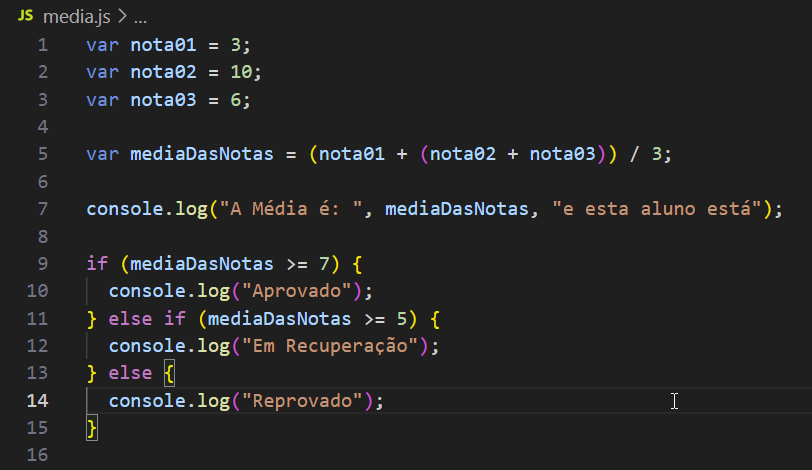 JS media.js > ...
1 var nota01 = 3;
2 var nota02 = 10;
3 var nota03 = 6;
4
5 var mediaDasNotas = (nota01 + (nota02 + nota03)) / 3;
6
7 console.log("A Média é: ", mediaDasNotas, "e esta aluno está");
8
9 if (mediaDasNotas >= 7) {
10 console.log("Aprovado");
11 } else if (mediaDasNotas >= 5) {
12 console.log("Em Recuperação");
13 } else {
14 console.log("Reprovado");
15 }
16